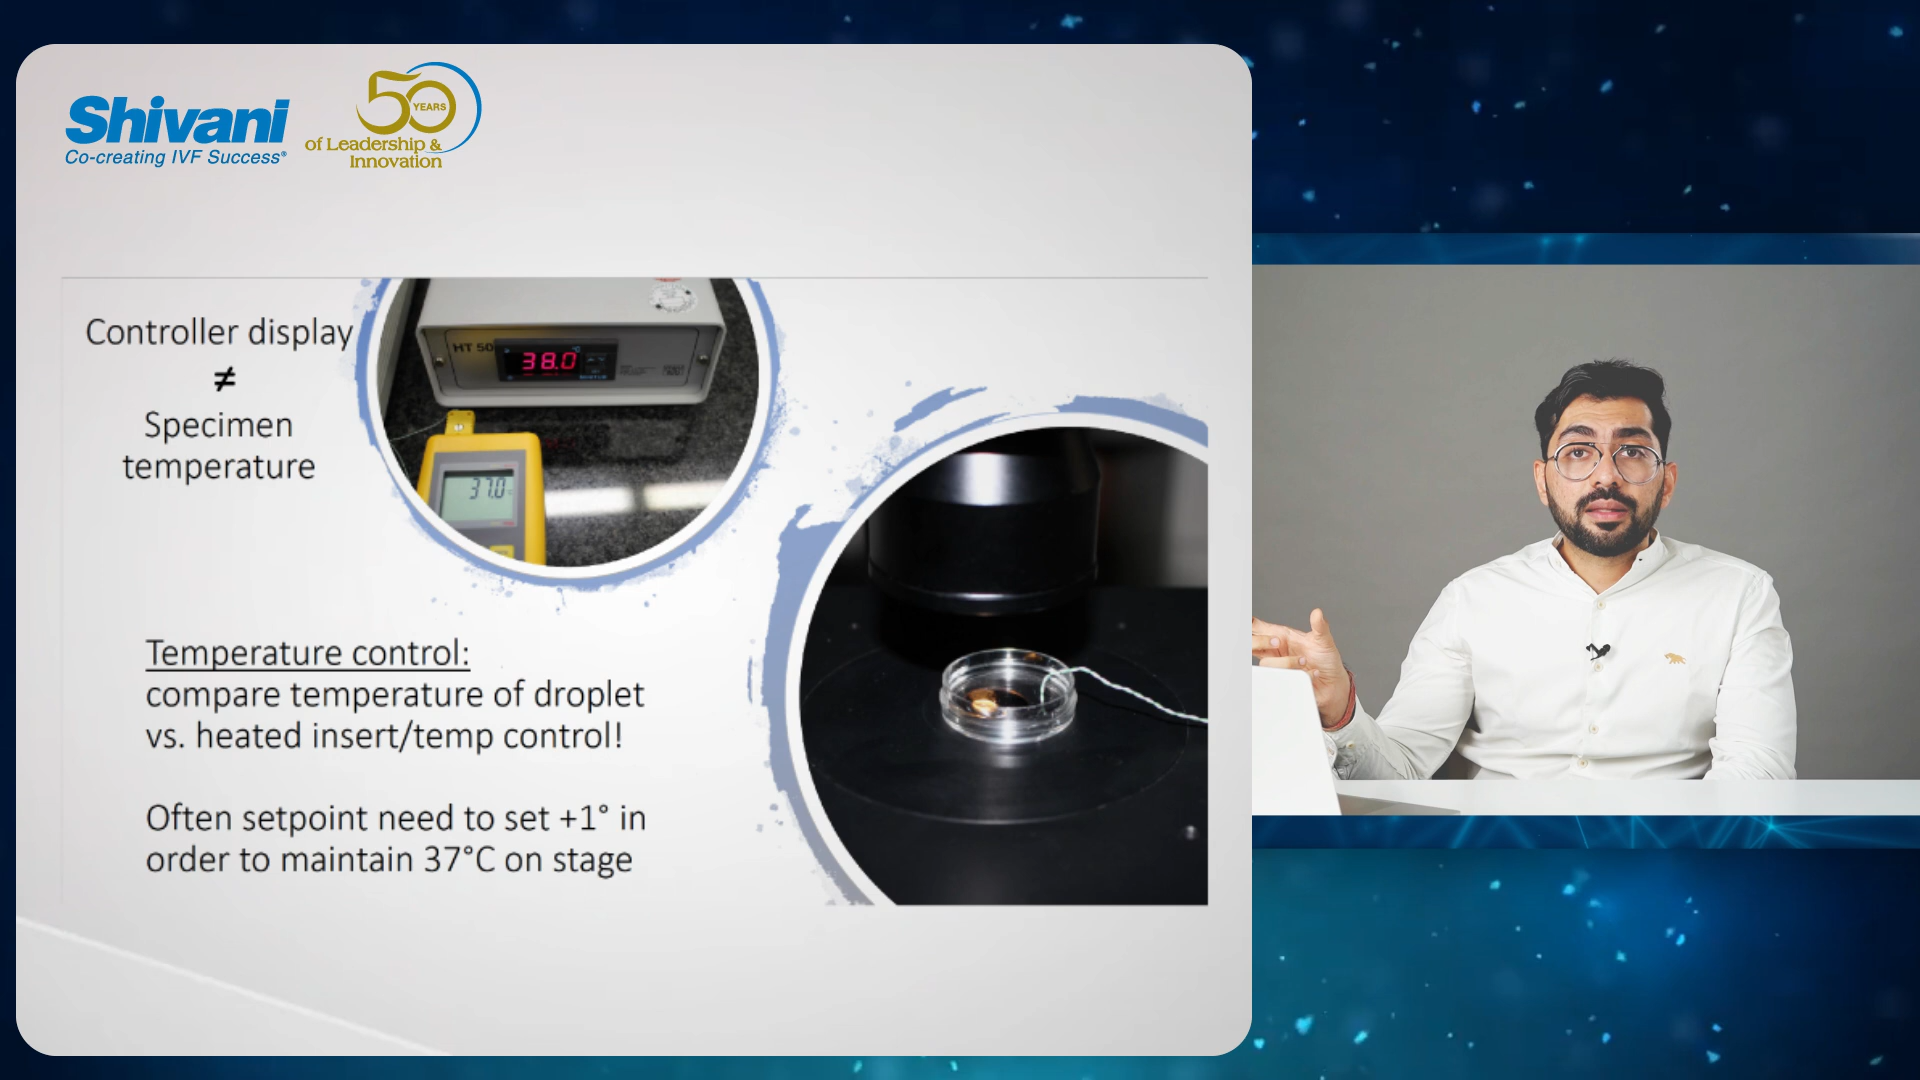 Shivani
Co-creating IVF Success®
50
YEARS
of Leadership &
Innovation
Controller display
≠
Specimen
temperature
HT 50
38.0
37.0
Temperature control:
compare temperature of droplet
vs. heated insert/temp control!
Often setpoint need to set +1° in
order to maintain 37°C on stage